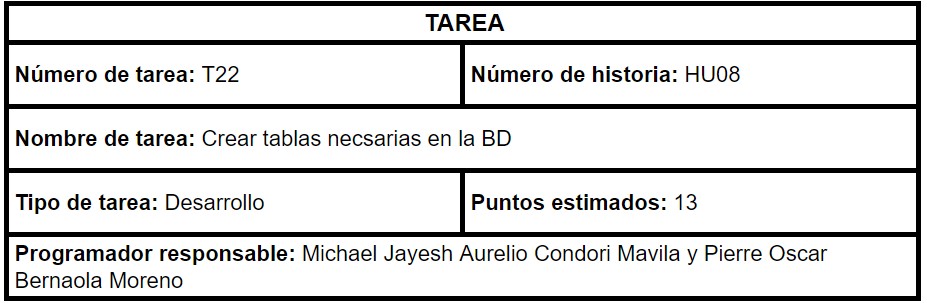 TAREA
Número de tarea: T22
Número de historia: HU08
Nombre de tarea: Crear tablas necsarias en la BD
Tipo de tarea: Desarrollo
Puntos estimados: 13
Programador responsable: Michael Jayesh Aurelio Condori Mavila y Pierre Oscar
Bernaola Moreno